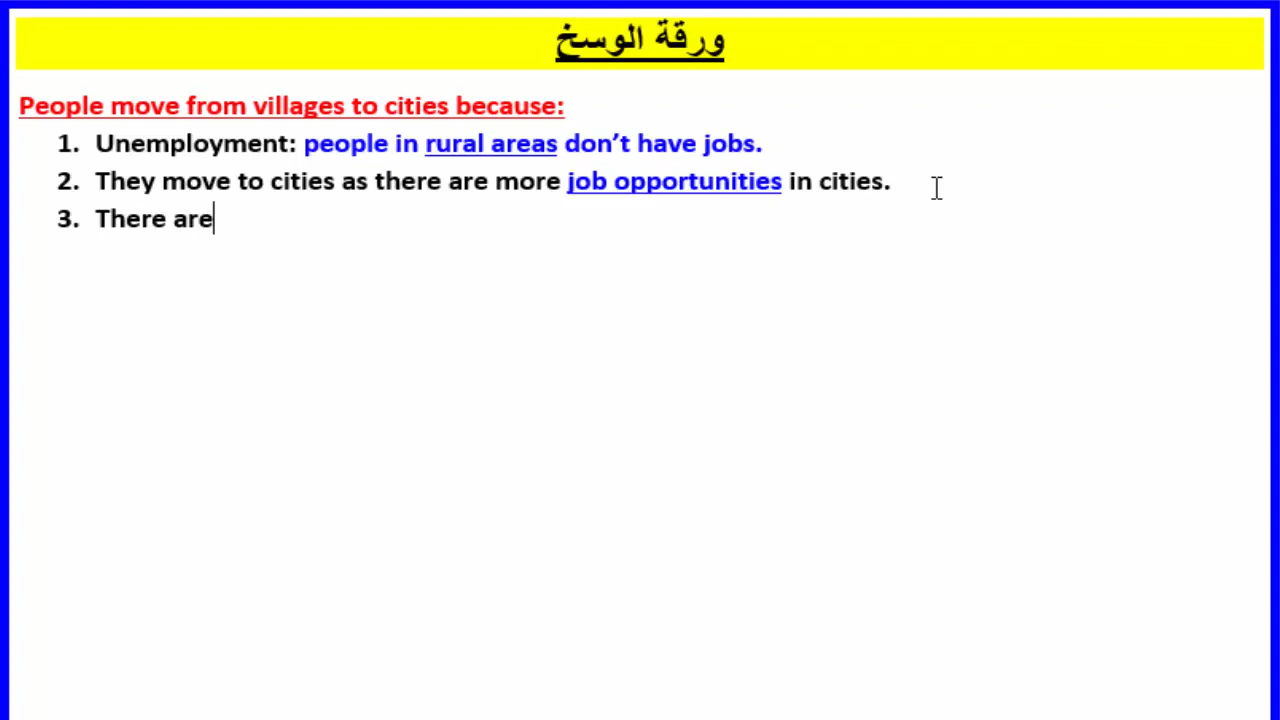 ورقة الوسخ
People move from villages to cities because:
1. Unemployment: people in rural areas don’t have jobs.
2. They move to cities as there are more job opportunities in cities.
3. There are